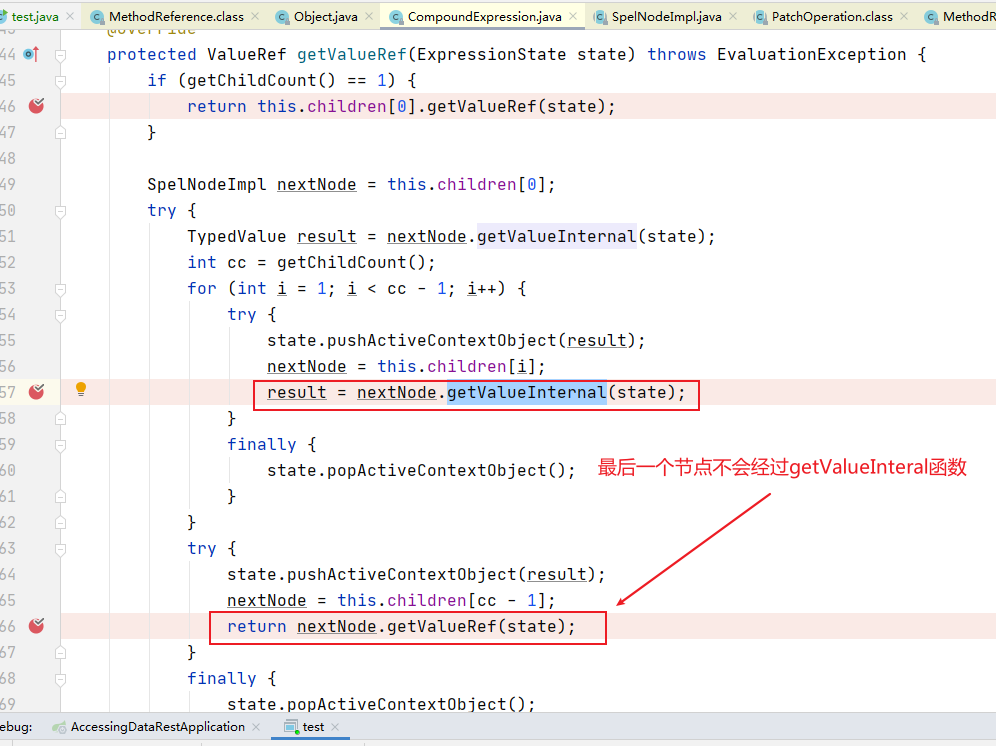 test.java MethodReference.class Object.java CompoundExpression.java SpelNodeImpl.java PatchOperation.class MethodR
43 @Override
44 protected ValueRef getValueRef(ExpressionState state) throws EvaluationException {
45 if (getChildCount() == 1) {
46 return this.children[0].getValueRef(state);
47 }
48
49 SpelNodeImpl nextNode = this.children[0];
50 try {
51 TypedValue result = nextNode.getValueInternal(state);
52 int cc = getChildCount();
53 for (int i = 1; i < cc - 1; i++) {
54 try {
55 state.pushActiveContextObject(result);
56 nextNode = this.children[i];
57 result = nextNode.getValueInternal(state);
58 }
59 finally {
60 state.popActiveContextObject();
最后一个节点不会经过getValueInteral函数
61 }
62 }
63 try {
64 state.pushActiveContextObject(result);
65 nextNode = this.children[cc - 1];
66 return nextNode.getValueRef(state);
67 }
68 finally {
69 state.popActiveContextObject();
ebug: AccessingDataRestApplication test